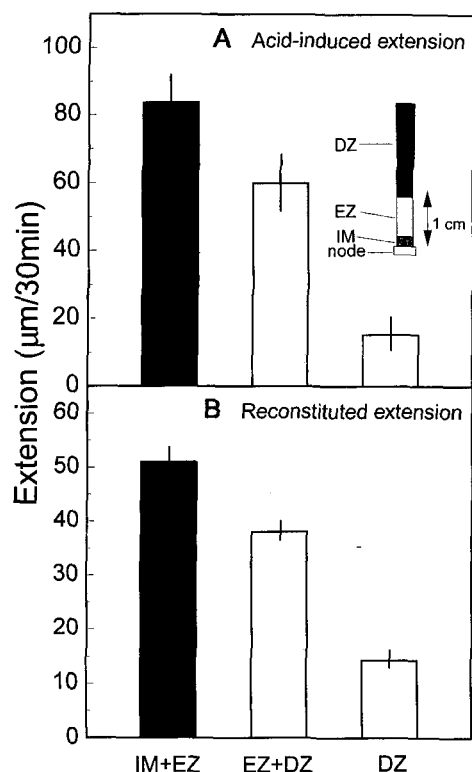 Extension (µm/30min)
A Acid-induced extension
100
80
60
40
20
0
DZ
EZ
IM
node
1 cm
B Reconstituted extension
60
50
40
30
20
10
0
IM+EZ EZ+DZ DZ